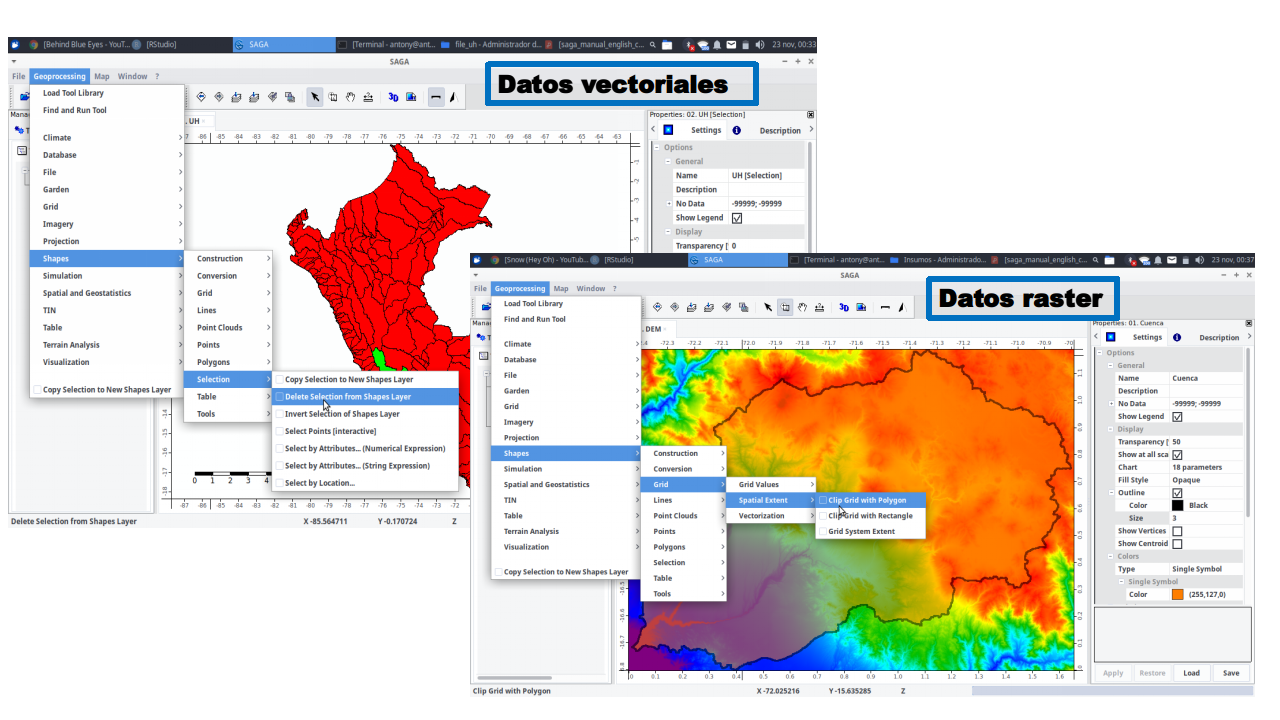 [Behind Blue Eyes - YouT...
[RStudio]
SAGA
[Terminal - antony@ant...
file_uh - Administrador d...
[saga_manual_english_c...
23 nov, 00:33
SAGA
File Geoprocessing Map Window ?
Datos vectoriales
Load Tool Library
Find and Run Tool
Climate
Database
File
Garden
Grid
Imagery
Projection
Shapes
Simulation
Spatial and Geostatistics
TIN
Table
Terrain Analysis
Visualization
Copy Selection to New Shapes Layer
. UH
-86 -85 -84 -83 -82 -81 -80 -79 -78 -77 -76 -75 -74 -73 -72 -71 -70 -69 -68 -67 -66 -65 -64 -63
Construction
Conversion
Grid
Lines
Point Clouds
Points
Polygons
Selection
Table
Tools
Copy Selection to New Shapes Layer
Delete Selection from Shapes Layer
Invert Selection of Shapes Layer
Select Points [interactive]
Select by Attributes... (Numerical Expression)
Select by Attributes... (String Expression)
Select by Location...
0 1 2 3 4
Properties: 02. UH [Selection]
Settings Description
Options
General
Name UH [Selection]
Description
No Data -99999; -99999
Show Legend
Display
Transparency [ 0
Delete Selection from Shapes Layer
X -85.564711 Y -0.170724 Z
[Snow (Hey Oh) - YouTub...
[RStudio]
SAGA
[Terminal - antony@ant...
Insumos - Administrado...
[saga_manual_english_c...
23 nov, 00:37
SAGA
File Geoprocessing Map Window ?
Datos raster
Load Tool Library
Find and Run Tool
Climate
Database
File
Garden
Grid
Imagery
Projection
Shapes
Simulation
Spatial and Geostatistics
TIN
Table
Terrain Analysis
Visualization
Copy Selection to New Shapes Layer
. DEM
-72.3 -72.2 -72.1 -72.0 -71.9 -71.8 -71.7 -71.6 -71.5 -71.4 -71.3 -71.2 -71.1 -71.0 -70.9
Construction
Conversion
Grid
Lines
Point Clouds
Points
Polygons
Selection
Table
Tools
Grid Values
Spatial Extent
Vectorization
Clip Grid with Polygon
Clip Grid with Rectangle
Grid System Extent
0 0.1 0.2 0.3 0.4 0.5 0.6 0.7 0.8 0.9 1.0 1.1 1.2 1.3 1.4 1.5 1.6
Properties: 01. Cuenca
Settings Description
Options
General
Name Cuenca
Description
No Data -99999; -99999
Show Legend
Display
Transparency [ 50
Show at all sca
Chart 18 parameters
Fill Style Opaque
Outline
Color Black
Size 3
Show Vertices
Show Centroid
Colors
Type Single Symbol
Single Symbol
Color (255,127,0)
Apply Restore Load Save
Clip Grid with Polygon
X -72.025216 Y -15.635285 Z